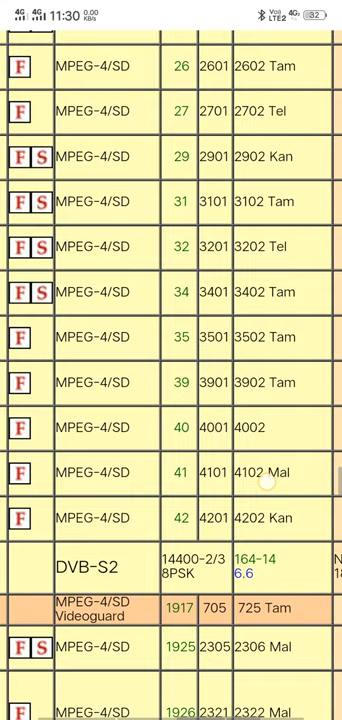 4G 4G 11:30 0.00 KB/s Vo) LTE2 4G 32
F MPEG-4/SD 26 2601 2602 Tam
F MPEG-4/SD 27 2701 2702 Tel
F S MPEG-4/SD 29 2901 2902 Kan
F S MPEG-4/SD 31 3101 3102 Tam
F S MPEG-4/SD 32 3201 3202 Tel
F S MPEG-4/SD 34 3401 3402 Tam
F MPEG-4/SD 35 3501 3502 Tam
F MPEG-4/SD 39 3901 3902 Tam
F MPEG-4/SD 40 4001 4002
F MPEG-4/SD 41 4101 4102 Mal
F MPEG-4/SD 42 4201 4202 Kan
DVB-S2 14400-2/3 164-14
8PSK 6.6
MPEG-4/SD
Videoguard 1917 705 725 Tam
F S MPEG-4/SD 1925 2305 2306 Mal
F MPEG-4/SD 1926 2321 2322 Mal